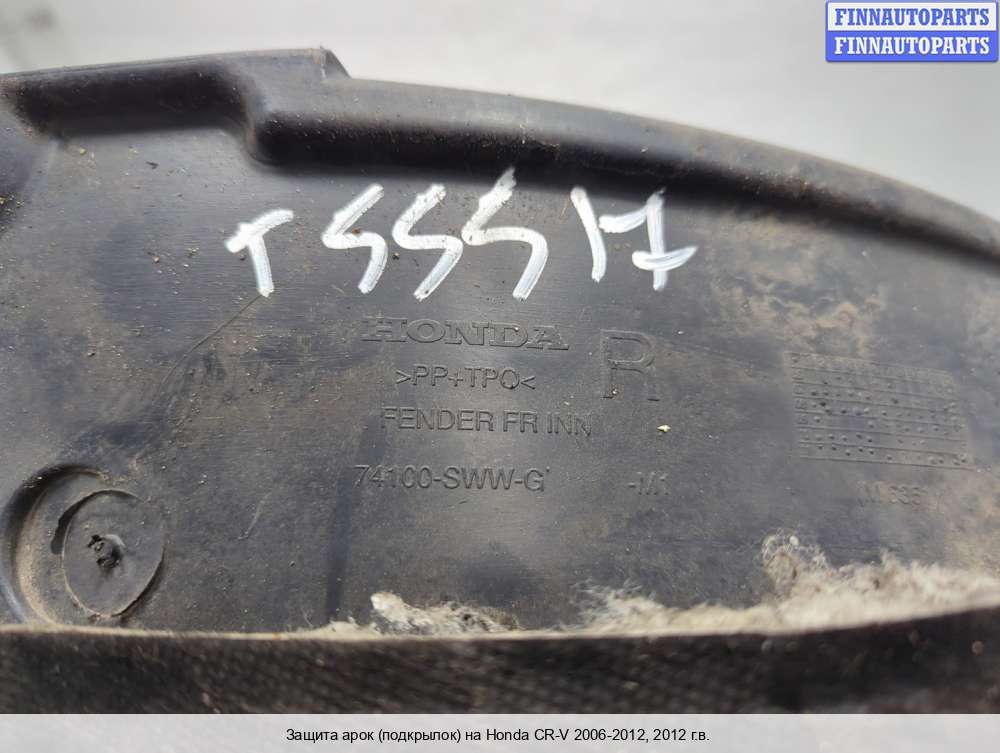 FINNAUTOPARTS
FINNAUTOPARTS
HONDA
R
>PP+TPO<
FENDER FR INN
74100-SWW-G
-M1
Защита арок (подкрылок) на Honda CR-V 2006-2012, 2012 г.в.